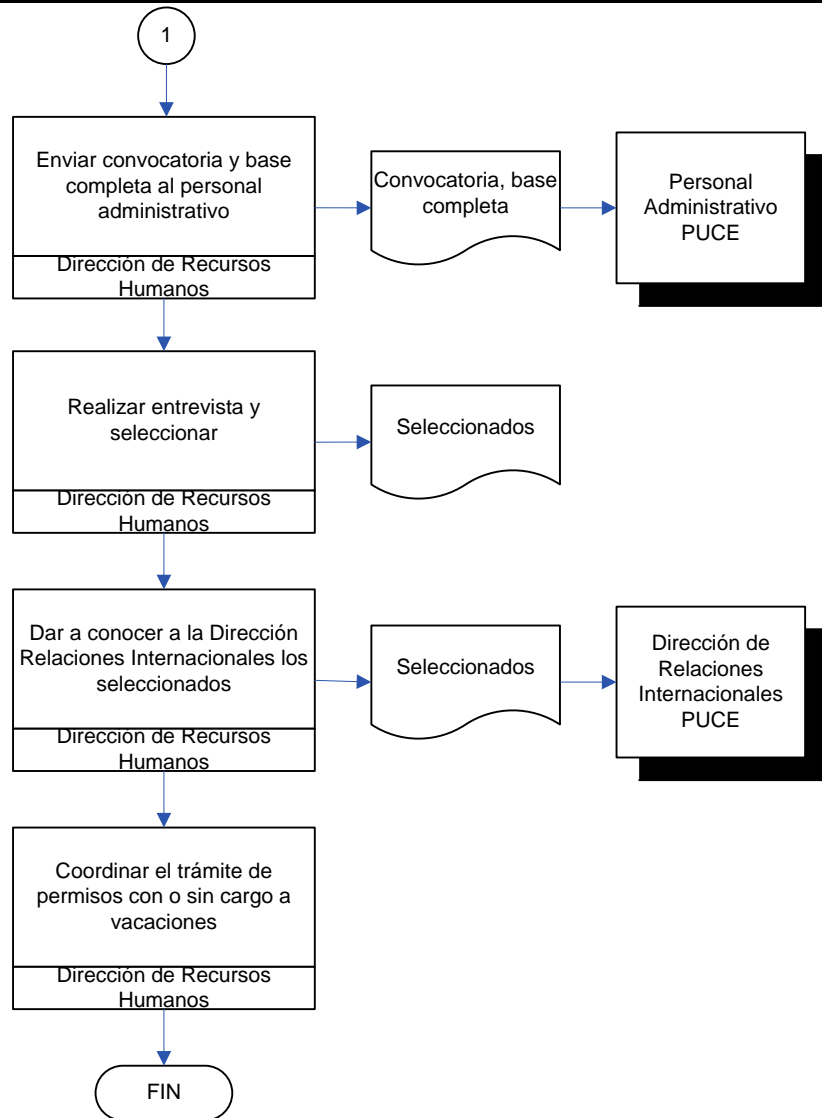 1
Enviar convocatoria y base
completa al personal
administrativo
Dirección de Recursos
Humanos
Convocatoria, base
completa
Personal
Administrativo
PUCE
Realizar entrevista y
seleccionar
Dirección de Recursos
Humanos
Seleccionados
Dar a conocer a la Dirección
Relaciones Internacionales los
seleccionados
Dirección de Recursos
Humanos
Seleccionados
Dirección de
Relaciones
Internacionales
PUCE
Coordinar el trámite de
permisos con o sin cargo a
vacaciones
Dirección de Recursos
Humanos
FIN